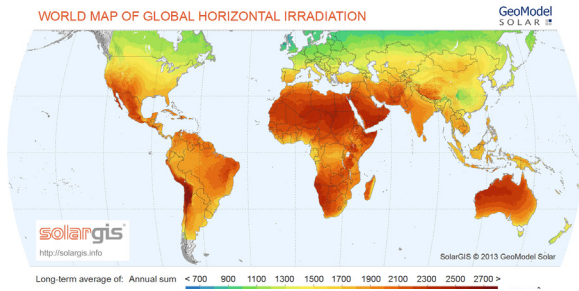 WORLD MAP OF GLOBAL HORIZONTAL IRRADIATION
GeoModel
SOLAR
solargis
http://solargis.info
SolarGIS © 2013 GeoModel Solar
Long-term average of: Annual sum < 700 900 1100 1300 1500 1700 1900 2100 2300 2500 2700 >